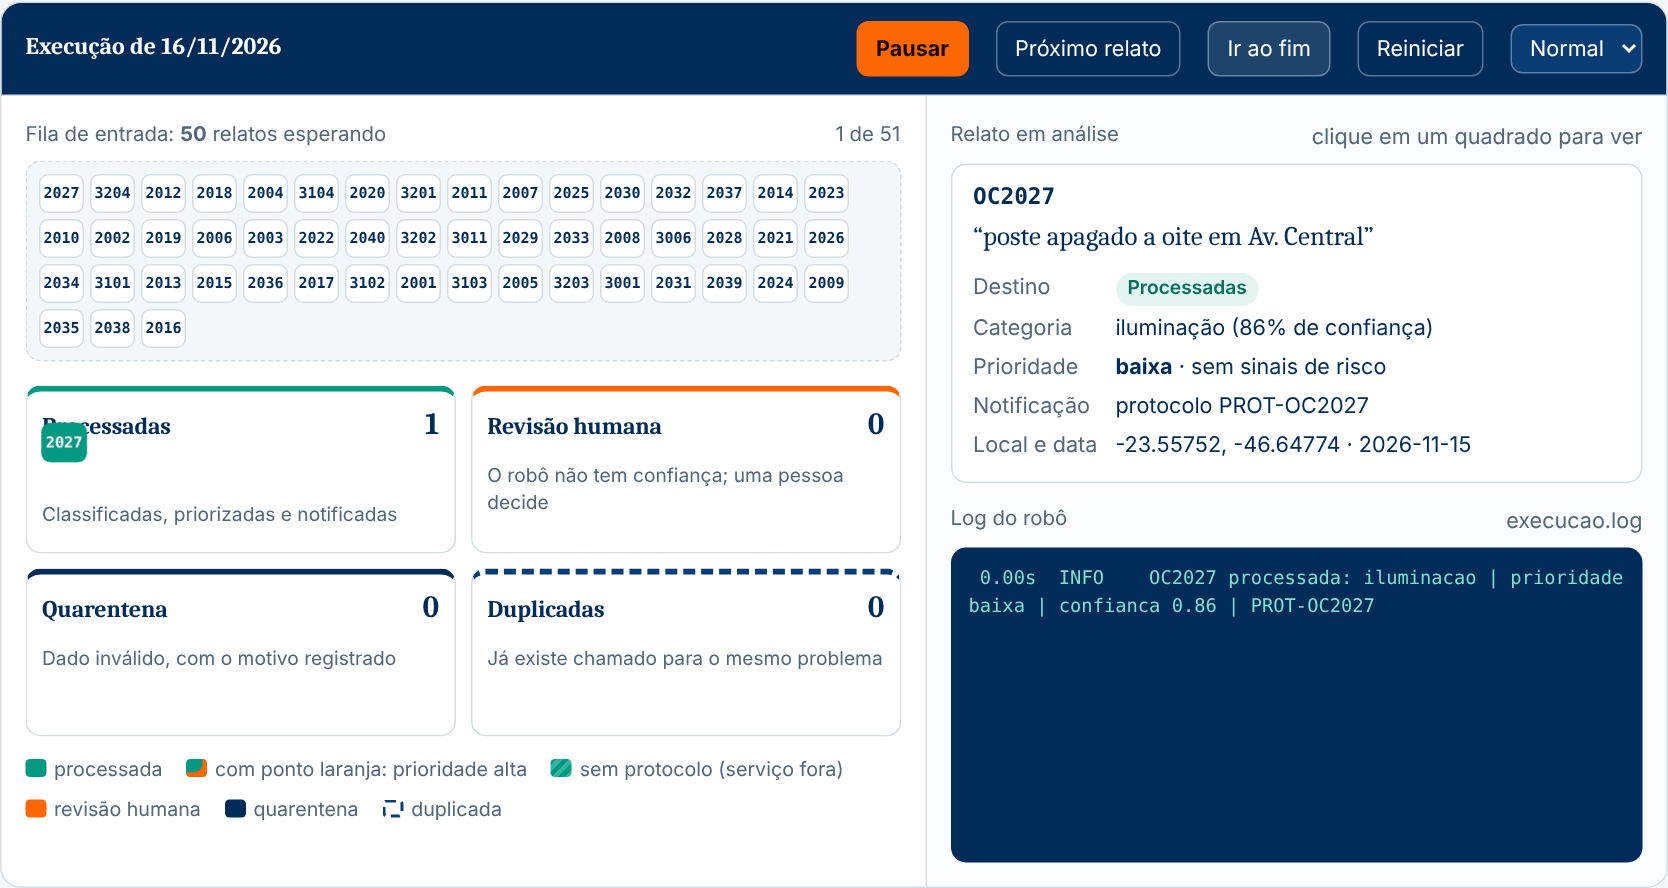 Execução de 16/11/2026
Pausar
Próximo relato
Ir ao fim
Reiniciar
Normal
Fila de entrada: 50 relatos esperando
1 de 51
2027 3204 2012 2018 2004 3104 2020 3201 2011 2007 2025 2030 2032 2037 2014 2023
2010 2002 2019 2006 2003 2022 2040 3202 3011 2029 2033 2008 3006 2028 2021 2026
2034 3101 2013 2015 2036 2017 3102 2001 3103 2005 3203 3001 2031 2039 2024 2009
2035 2038 2016
Processadas 1
2027
Classificadas, priorizadas e notificadas
Revisão humana 0
O robô não tem confiança; uma pessoa
decide
Quarentena 0
Dado inválido, com o motivo registrado
Duplicadas 0
Já existe chamado para o mesmo problema
processada
com ponto laranja: prioridade alta
sem protocolo (serviço fora)
revisão humana
quarentena
duplicada
Relato em análise
clique em um quadrado para ver
OC2027
“poste apagado a oite em Av. Central”
Destino Processadas
Categoria iluminação (86% de confiança)
Prioridade baixa · sem sinais de risco
Notificação protocolo PROT-OC2027
Local e data -23.55752, -46.64774 · 2026-11-15
Log do robô
execucao.log
0.00s INFO OC2027 processada: iluminacao | prioridade
baixa | confianca 0.86 | PROT-OC2027